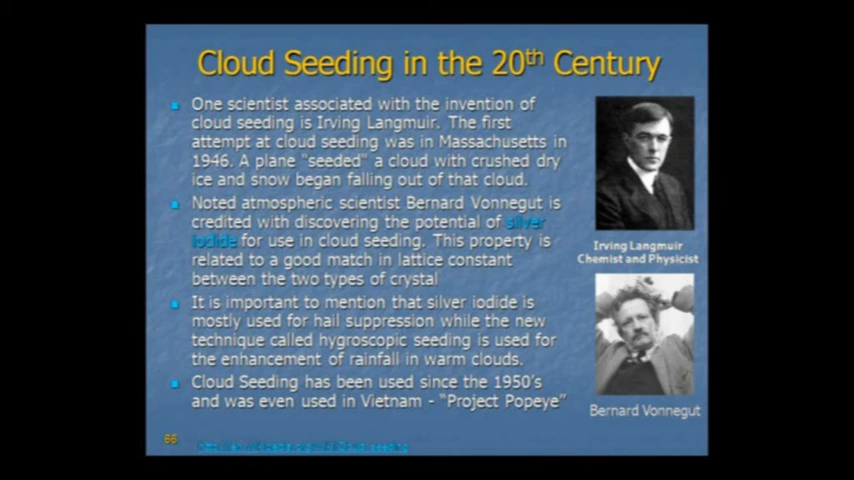 Cloud Seeding in the 20th Century
One scientist associated with the invention of
cloud seeding is Irving Langmuir. The first
attempt at cloud seeding was in Massachusetts in
1946. A plane "seeded" a cloud with crushed dry
ice and snow began falling out of that cloud.
Noted atmospheric scientist Bernard Vonnegut is
credited with discovering the potential of silver
iodide for use in cloud seeding. This property is
related to a good match in lattice constant
between the two types of crystal
It is important to mention that silver iodide is
mostly used for hail suppression while the new
technique called hygroscopic seeding is used for
the enhancement of rainfall in warm clouds.
Cloud Seeding has been used since the 1950's
and was even used in Vietnam - "Project Popeye"
Irving Langmuir
Chemist and Physicist
Bernard Vonnegut
66